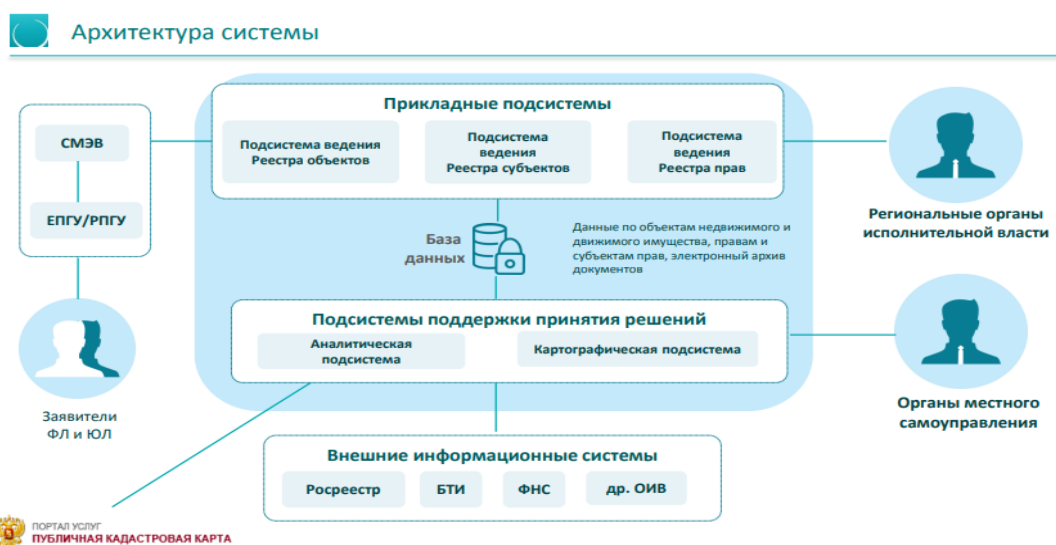 Архитектура системы
Прикладные подсистемы
СМЭВ
ЕПГУ/РПГУ
Подсистема ведения
Реестра объектов
Подсистема
ведения
Реестра субъектов
Подсистема
ведения
Реестра прав
Региональные органы
исполнительной власти
База
данных
Данные по объектам недвижимого и
движимого имущества, правам и
субъектам прав, электронный архив
документов
Подсистемы поддержки принятия решений
Аналитическая
подсистема
Картографическая подсистема
Заявители
ФЛ и ЮЛ
Органы местного
самоуправления
Внешние информационные системы
Росреестр
БТИ
ФНС
др. ОИВ
ПОРТАЛ УСЛУГ
ПУБЛИЧНАЯ КАДАСТРОВАЯ КАРТА